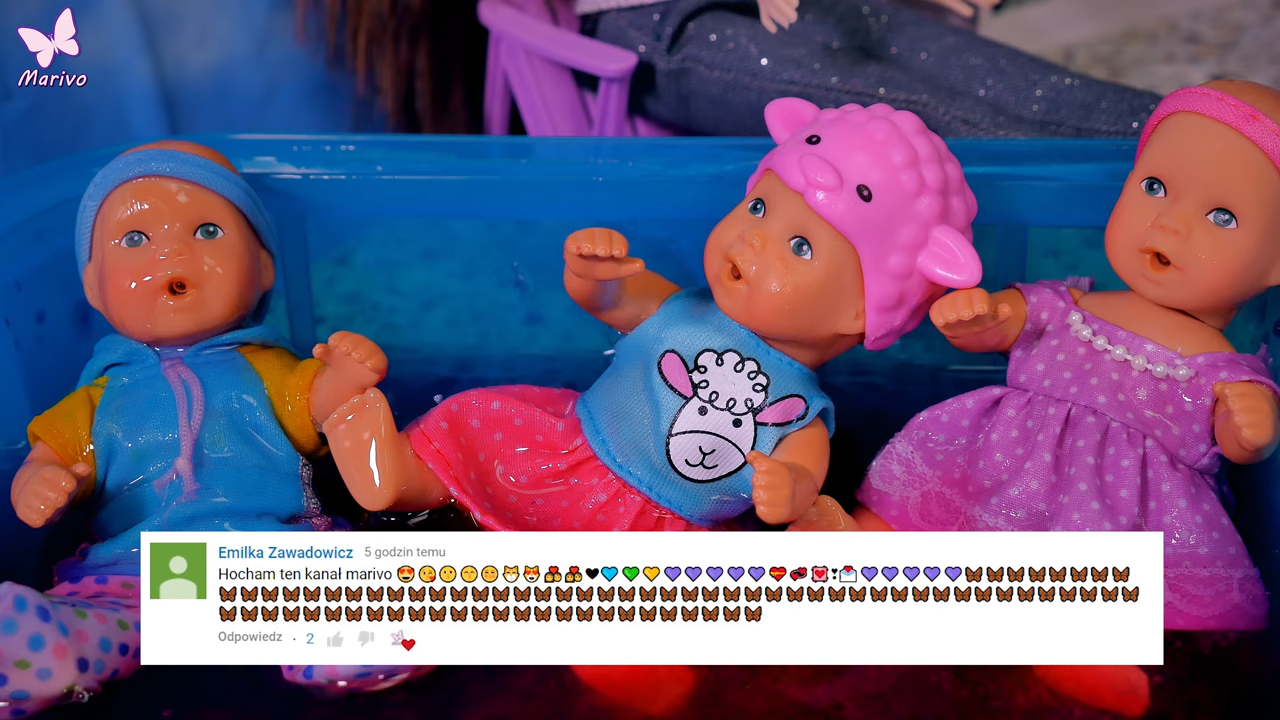 Marivo
Emilka Zawadowicz 5 godzin temu
Hocham ten kanał marivo
Odpowiedz · 2